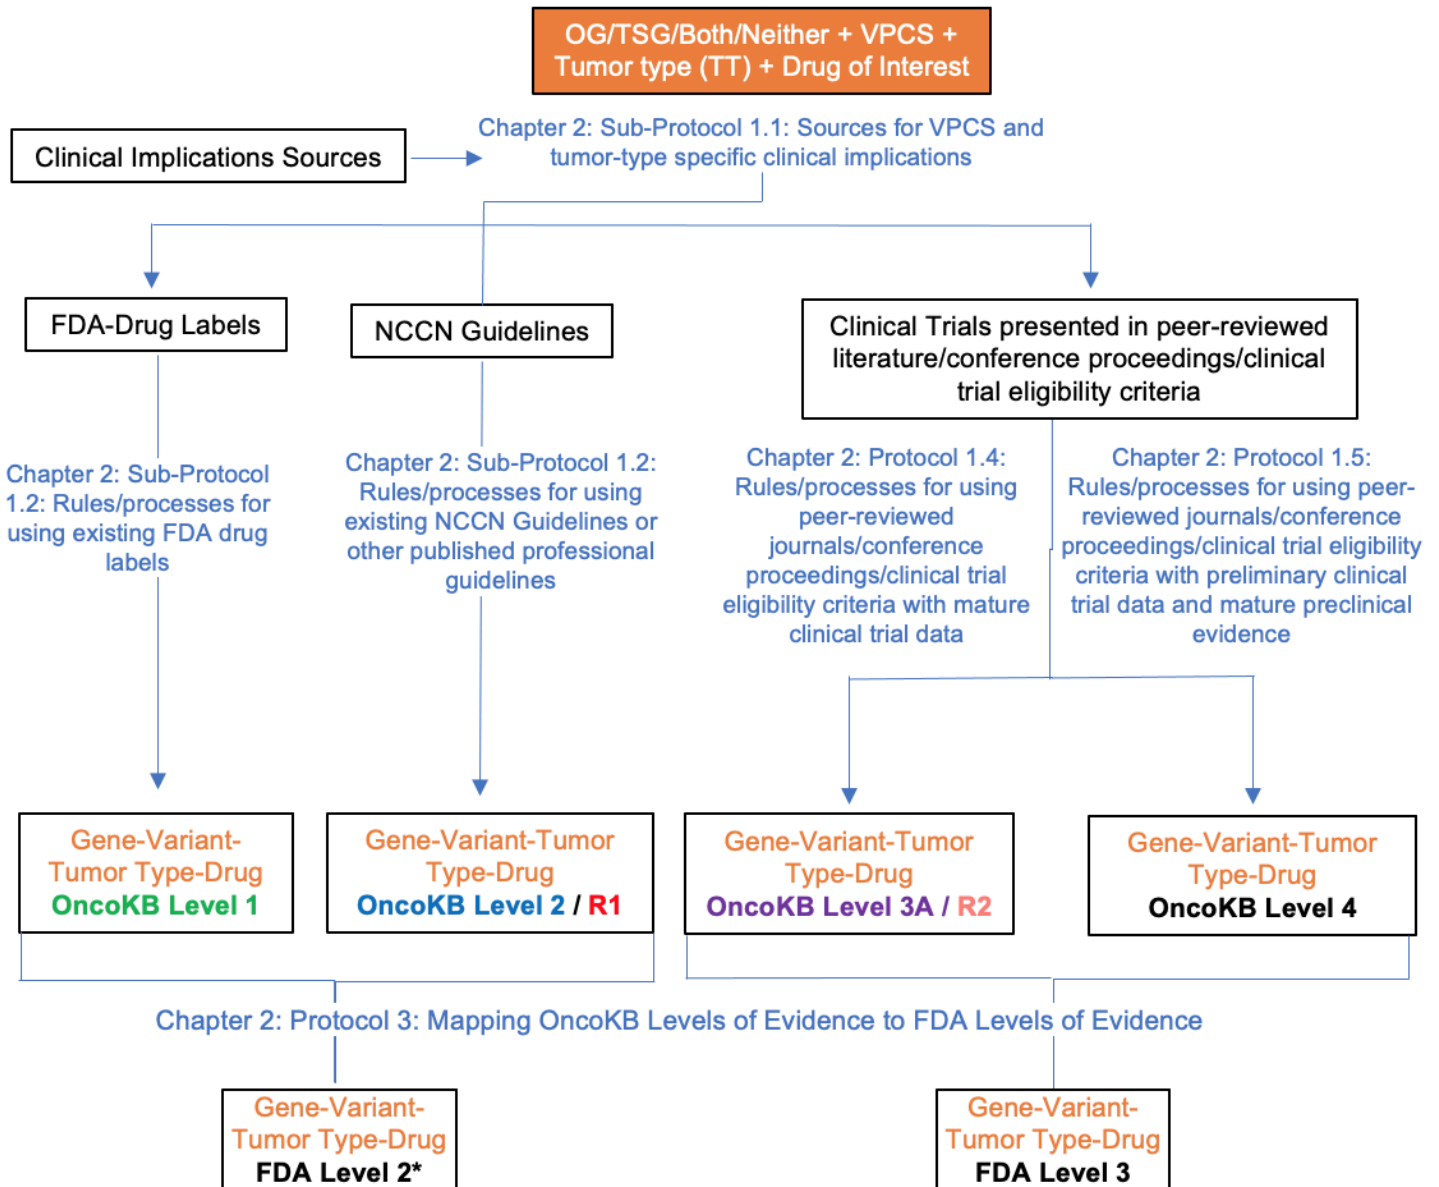 OG/TSG/Both/Neither + VPCS +
Tumor type (TT) + Drug of Interest
Clinical Implications Sources
Chapter 2: Sub-Protocol 1.1: Sources for VPCS and
tumor-type specific clinical implications
FDA-Drug Labels
NCCN Guidelines
Clinical Trials presented in peer-reviewed
literature/conference proceedings/clinical
trial eligibility criteria
Chapter 2: Sub-Protocol
1.2: Rules/processes for
using existing FDA drug
labels
Chapter 2: Sub-Protocol 1.2:
Rules/processes for using
existing NCCN Guidelines or
other published professional
guidelines
Chapter 2: Protocol 1.4:
Rules/processes for using
peer-reviewed
journals/conference
proceedings/clinical trial
eligibility criteria with mature
clinical trial data
Chapter 2: Protocol 1.5:
Rules/processes for using peer-
reviewed journals/conference
proceedings/clinical trial eligibility
criteria with preliminary clinical
trial data and mature preclinical
evidence
Gene-Variant-
Tumor Type-Drug
OncoKB Level 1
Gene-Variant-Tumor
Type-Drug
OncoKB Level 2 / R1
Gene-Variant-Tumor
Type-Drug
OncoKB Level 3A / R2
Gene-Variant-Tumor
Type-Drug
OncoKB Level 4
Chapter 2: Protocol 3: Mapping OncoKB Levels of Evidence to FDA Levels of Evidence
Gene-Variant-
Tumor Type-Drug
FDA Level 2*
Gene-Variant-
Tumor Type-Drug
FDA Level 3